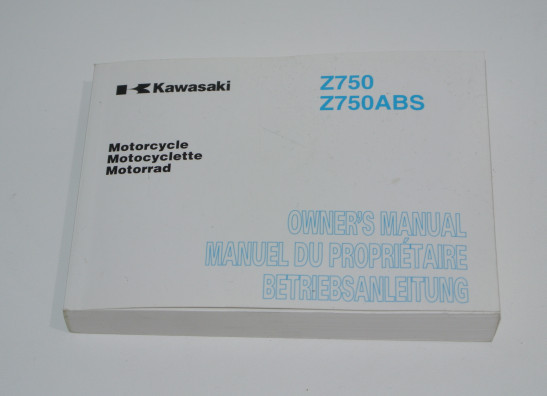 Kawasaki
Z750
Z750ABS
Motorcycle
Motocyclette
Motorrad
OWNER'S MANUAL
MANUEL DU PROPRIÉTAIRE
BETRIEBSANLEITUNG